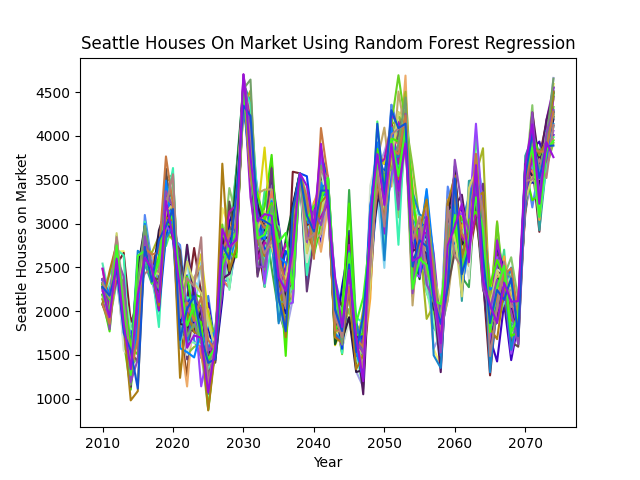 Seattle Houses On Market Using Random Forest Regression
Seattle Houses on Market
4500
4000
3500
3000
2500
2000
1500
1000
2010 2020 2030 2040 2050 2060 2070
Year